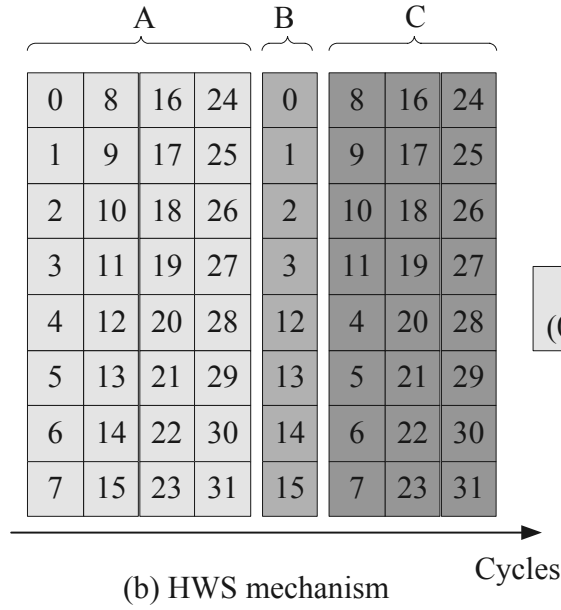 A B C
0 8 16 24 0 8 16 24
1 9 17 25 1 9 17 25
2 10 18 26 2 10 18 26
3 11 19 27 3 11 19 27
4 12 20 28 12 4 20 28
(
5 13 21 29 13 5 21 29
6 14 22 30 14 6 22 30
7 15 23 31 15 7 23 31
Cycles
(b) HWS mechanism